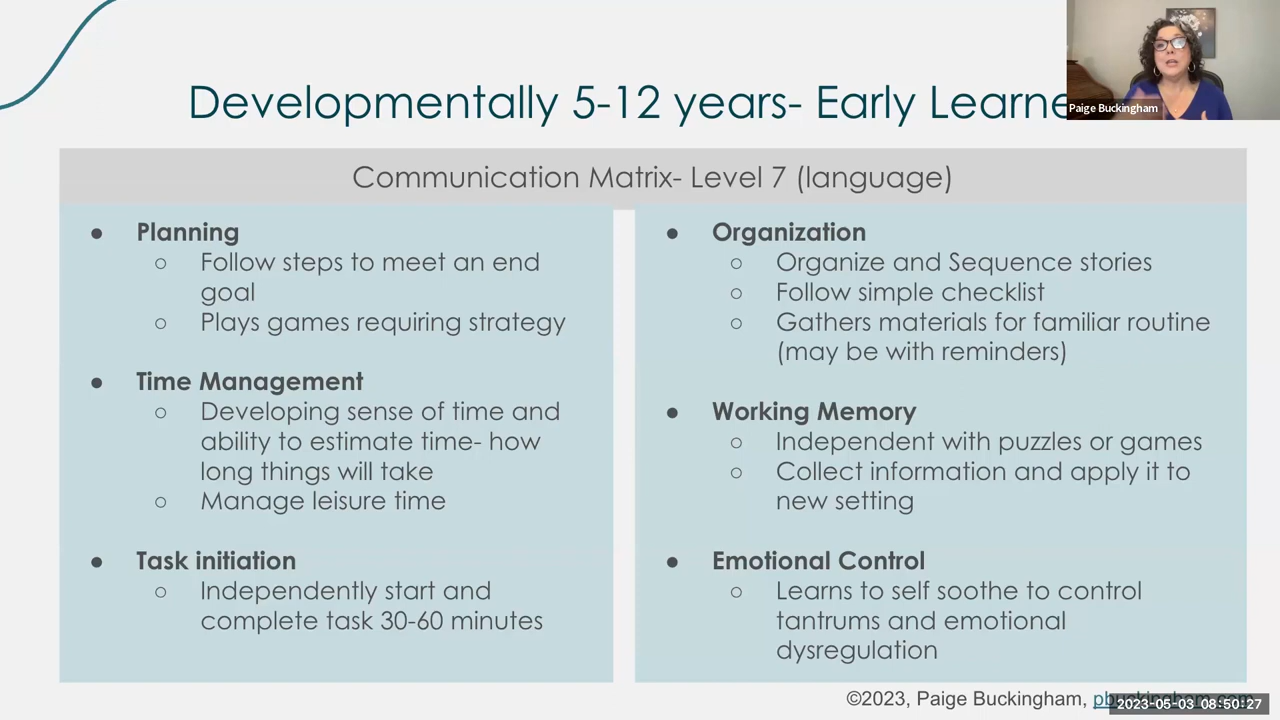 Developmentally 5-12 years- Early Learne
Paige Buckingham
Communication Matrix- Level 7 (language)
● Planning
○ Follow steps to meet an end
goal
○ Plays games requiring strategy
● Time Management
○ Developing sense of time and
ability to estimate time- how
long things will take
○ Manage leisure time
● Task initiation
○ Independently start and
complete task 30-60 minutes
● Organization
○ Organize and Sequence stories
○ Follow simple checklist
○ Gathers materials for familiar routine
(may be with reminders)
● Working Memory
○ Independent with puzzles or games
○ Collect information and apply it to
new setting
● Emotional Control
○ Learns to self soothe to control
tantrums and emotional
dysregulation
©2023, Paige Buckingham,
2023-05-03 08:50:27